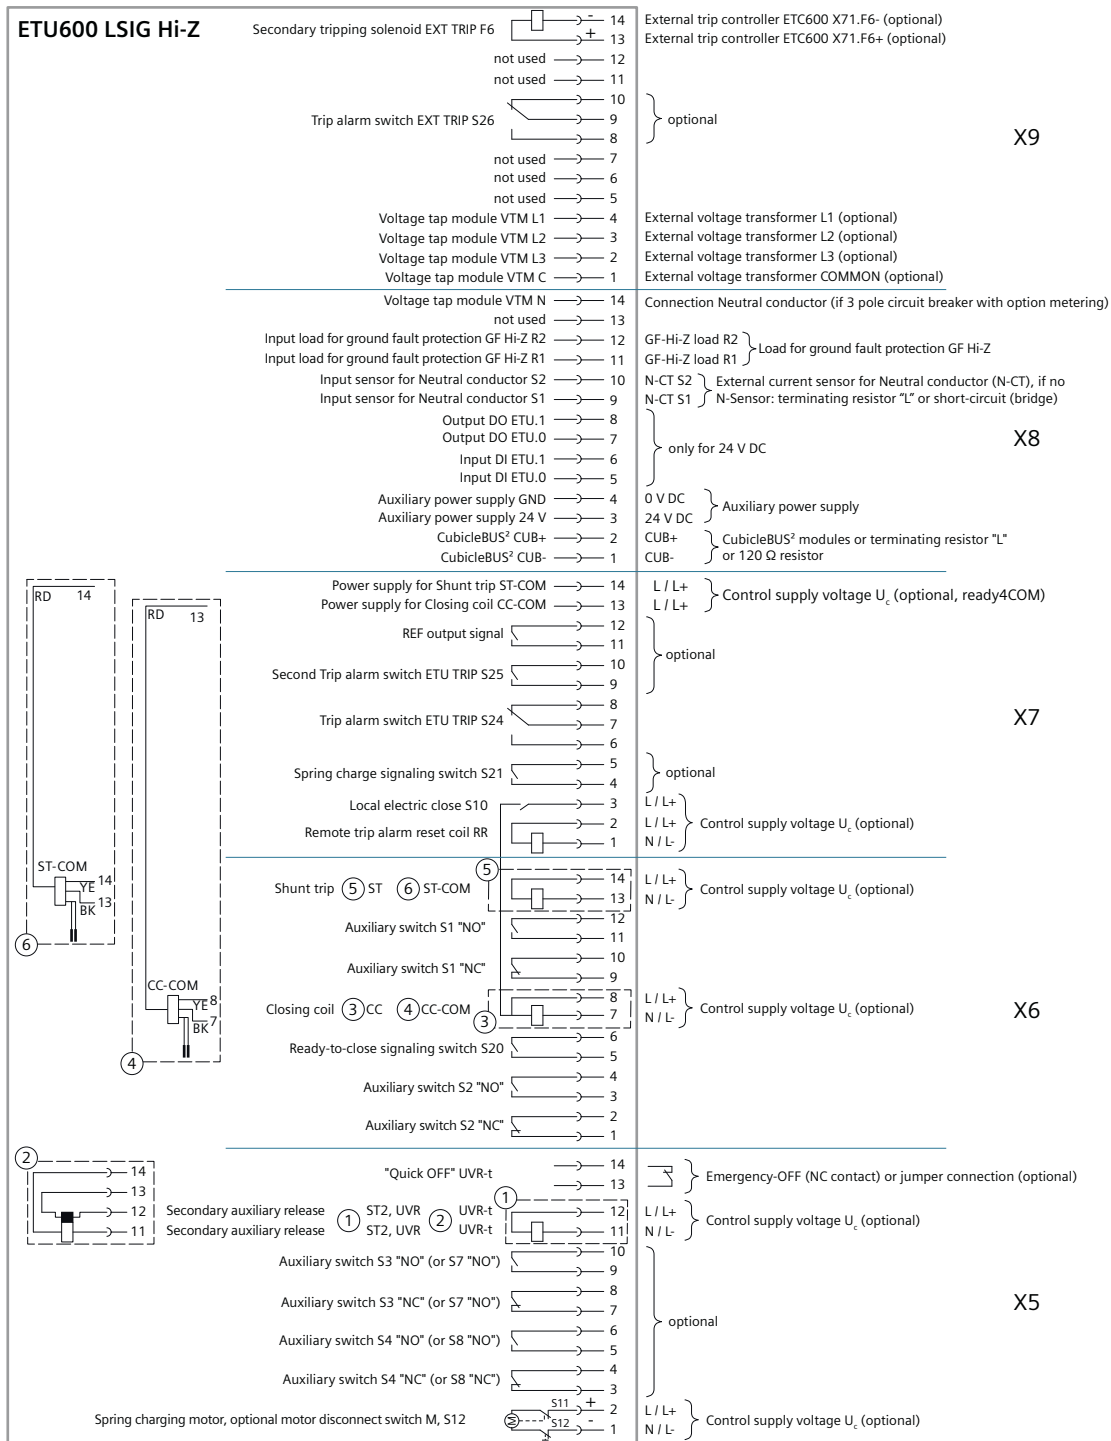 ETU600 LSIG Hi-Z
Secondary tripping solenoid EXT TRIP F6 - 14 External trip controller ETC600 X71.F6- (optional)
+ 13 External trip controller ETC600 X71.F6+ (optional)
not used 12
not used 11
10
Trip alarm switch EXT TRIP S26 9 optional
8
X9
not used 7
not used 6
not used 5
Voltage tap module VTM L1 4 External voltage transformer L1 (optional)
Voltage tap module VTM L2 3 External voltage transformer L2 (optional)
Voltage tap module VTM L3 2 External voltage transformer L3 (optional)
Voltage tap module VTM C 1 External voltage transformer COMMON (optional)
Voltage tap module VTM N 14 Connection Neutral conductor (if 3 pole circuit breaker with option metering)
not used 13
Input load for ground fault protection GF Hi-Z R2 12 GF-Hi-Z load R2
Load for ground fault protection GF Hi-Z
Input load for ground fault protection GF Hi-Z R1 11 GF-Hi-Z load R1
Input sensor for Neutral conductor S2 10 N-CT S2 External current sensor for Neutral conductor (N-CT), if no
Input sensor for Neutral conductor S1 9 N-CT S1 N-Sensor: terminating resistor "L" or short-circuit (bridge)
Output DO ETU.1 8
Output DO ETU.0 7
X8
only for 24 V DC
Input DI ETU.1 6
Input DI ETU.0 5
Auxiliary power supply GND 4 0 V DC
Auxiliary power supply
Auxiliary power supply 24 V 3 24 V DC
CubicleBUS² CUB+ 2 CUB+ CubicleBUS² modules or terminating resistor "L"
CubicleBUS² CUB- 1 CUB- or 120 Ω resistor
Power supply for Shunt trip ST-COM 14 L / L+
Control supply voltage Uc (optional, ready4COM)
Power supply for Closing coil CC-COM 13 L / L+
RD 14
RD 13
12
REF output signal
11
optional
10
Second Trip alarm switch ETU TRIP S25
9
8
Trip alarm switch ETU TRIP S24 7
X7
6
5
Spring charge signaling switch S21 optional
4
Local electric close S10 3 L / L+
2 L / L+ Control supply voltage Uc (optional)
Remote trip alarm reset coil RR
1 N / L-
ST-COM
14
YE
13
BK
6
5
Shunt trip 5 ST 6 ST-COM 14 L / L+
Control supply voltage Uc (optional)
13 N / L-
12
Auxiliary switch S1 "NO"
11
10
Auxiliary switch S1 "NC"
9
CC-COM
8
YE
7
BK
4
Closing coil 3 CC 4 CC-COM 8 L / L+
Control supply voltage Uc (optional)
7 N / L-
3
X6
6
Ready-to-close signaling switch S20
5
4
Auxiliary switch S2 "NO"
3
2
Auxiliary switch S2 "NC"
1
2
14
13
12
11
"Quick OFF" UVR-t 14
Emergency-OFF (NC contact) or jumper connection (optional)
13
1
Secondary auxiliary release 1 ST2, UVR 2 UVR-t 12 L / L+
Control supply voltage Uc (optional)
Secondary auxiliary release ST2, UVR UVR-t 11 N / L-
10
Auxiliary switch S3 "NO" (or S7 "NO")
9
8
Auxiliary switch S3 "NC" (or S7 "NO")
7
X5
optional
6
Auxiliary switch S4 "NO" (or S8 "NO")
5
4
Auxiliary switch S4 "NC" (or S8 "NC")
3
S11 + 2 L / L+
Spring charging motor, optional motor disconnect switch M, S12 M Control supply voltage Uc (optional)
S12 - 1 N / L-